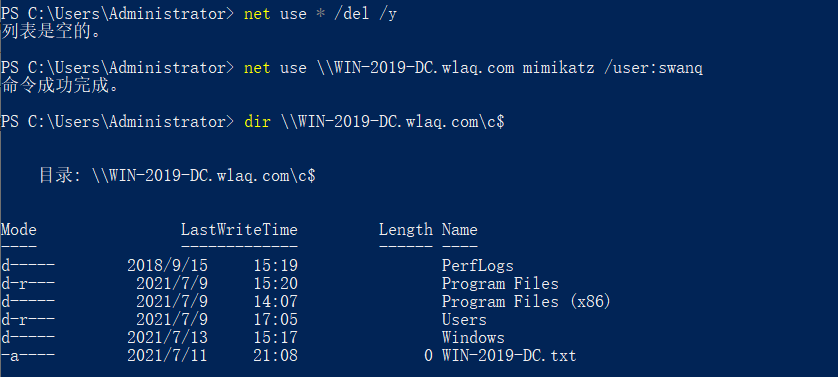 PS C:\Users\Administrator> net use * /del /y
列表是空的。
PS C:\Users\Administrator> net use \\WIN-2019-DC.wlaq.com mimikatz /user:swanq
命令成功完成。
PS C:\Users\Administrator> dir \\WIN-2019-DC.wlaq.com\c$
目录: \\WIN-2019-DC.wlaq.com\c$
Mode LastWriteTime Length Name
---- ------------- ------ ----
d----- 2018/9/15 15:19 PerfLogs
d-r--- 2021/7/9 15:20 Program Files
d----- 2021/7/9 14:07 Program Files (x86)
d-r--- 2021/7/9 17:05 Users
d----- 2021/7/13 15:17 Windows
-a---- 2021/7/11 21:08 0 WIN-2019-DC.txt